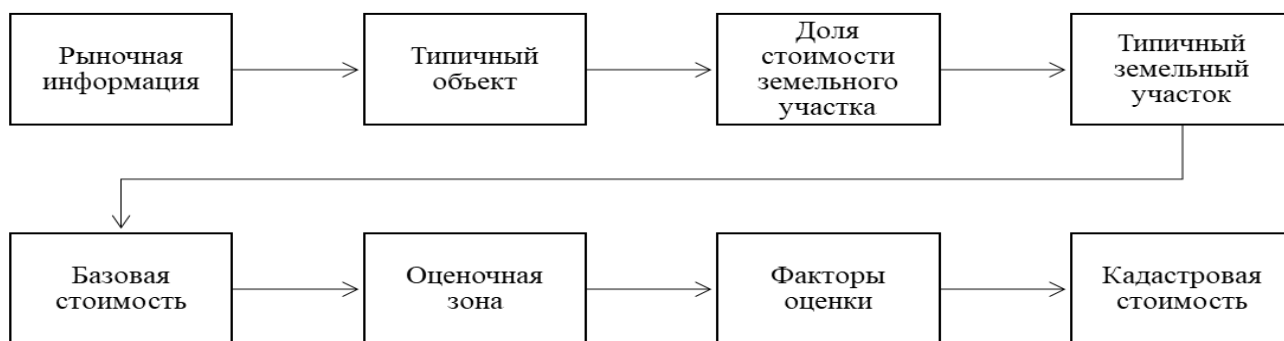 Рыночная
информация
Типичный
объект
Доля
стоимости
земельного
участка
Типичный
земельный
участок
Базовая
стоимость
Оценочная
зона
Факторы
оценки
Кадастровая
стоимость